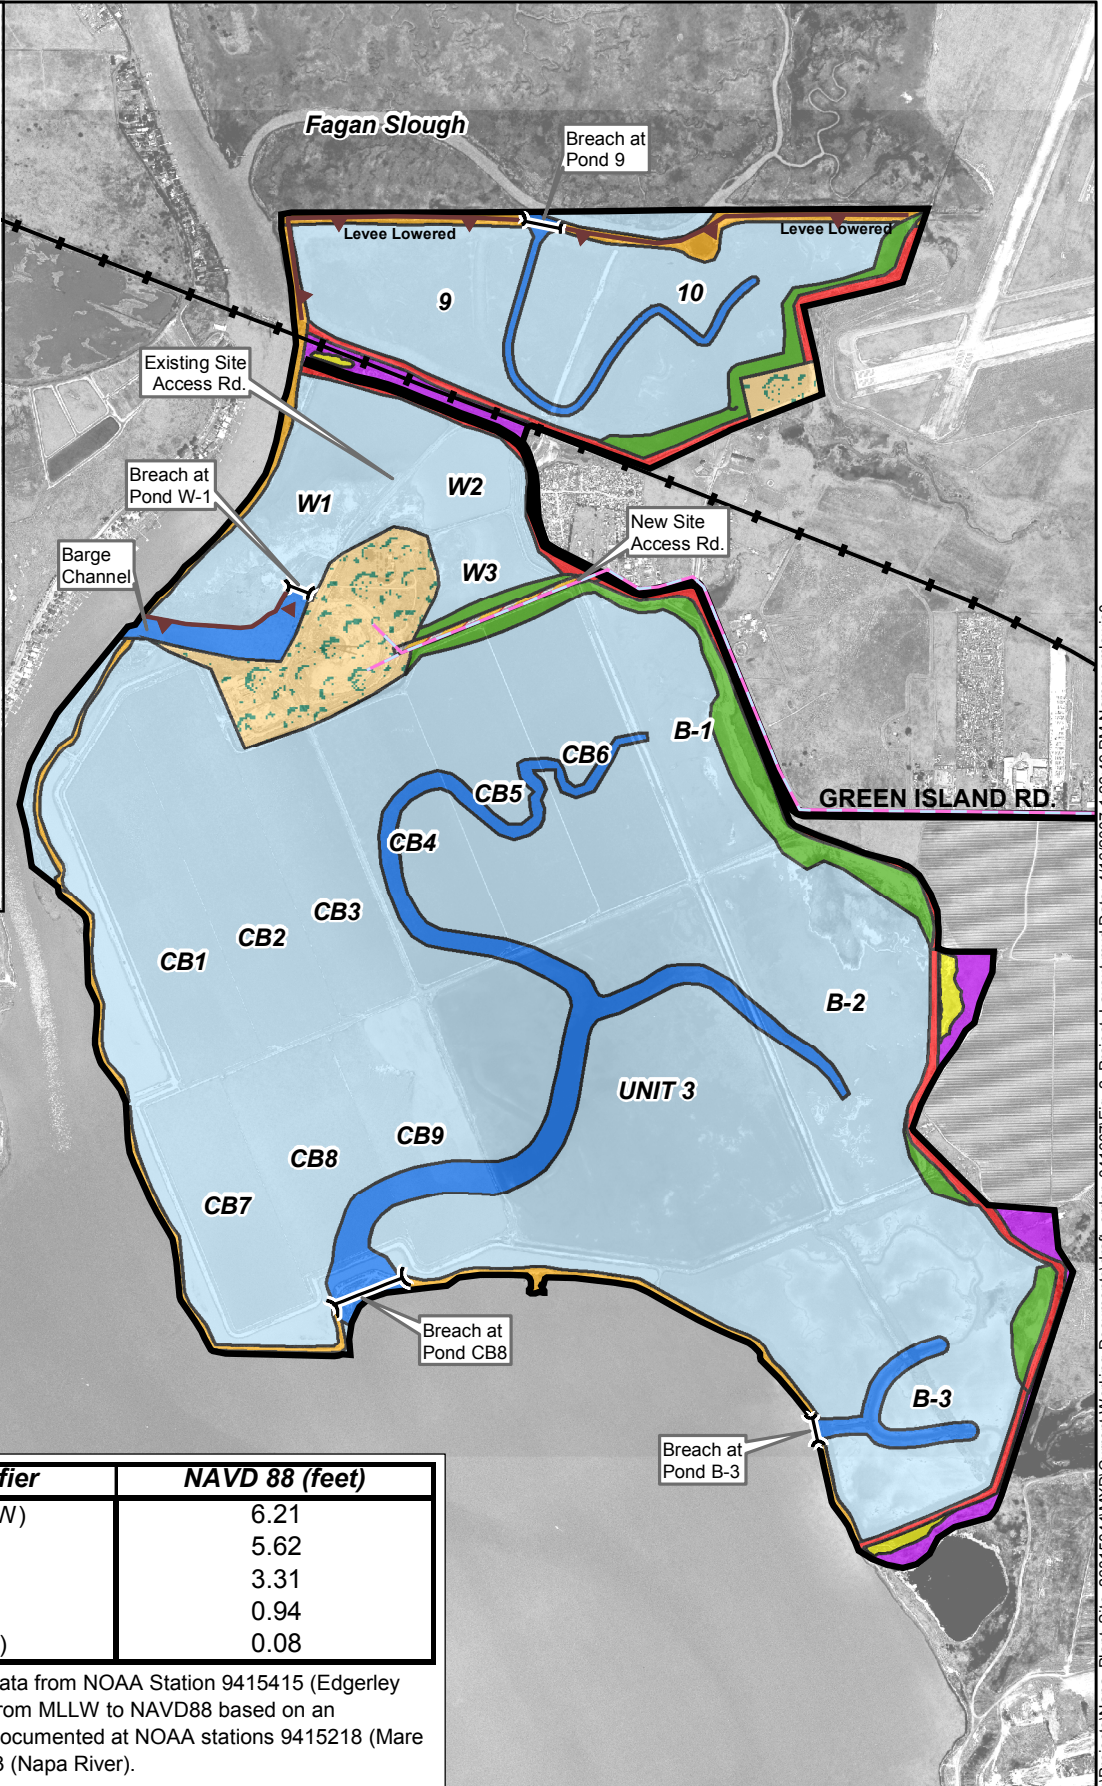 Fagan Slough
Breach at
Pond 9
Levee Lowered
Levee Lowered
9
10
Existing Site
Access Rd.
Breach at
Pond W-1
W1
W2
New Site
Access Rd.
Barge
Channel
W3
B-1
CB6
CB5
GREEN ISLAND RD.
CB4
CB3
CB2
CB1
B-2
UNIT 3
CB9
CB8
CB7
Breach at
Pond CB8
B-3
Breach at
Pond B-3
fier
NAVD 88 (feet)
W)
6.21
5.62
3.31
0.94
)
0.08
ata from NOAA Station 9415415 (Edgerley
rom MLLW to NAVD88 based on an
ocumented at NOAA stations 9415218 (Mare
3 (Napa River).